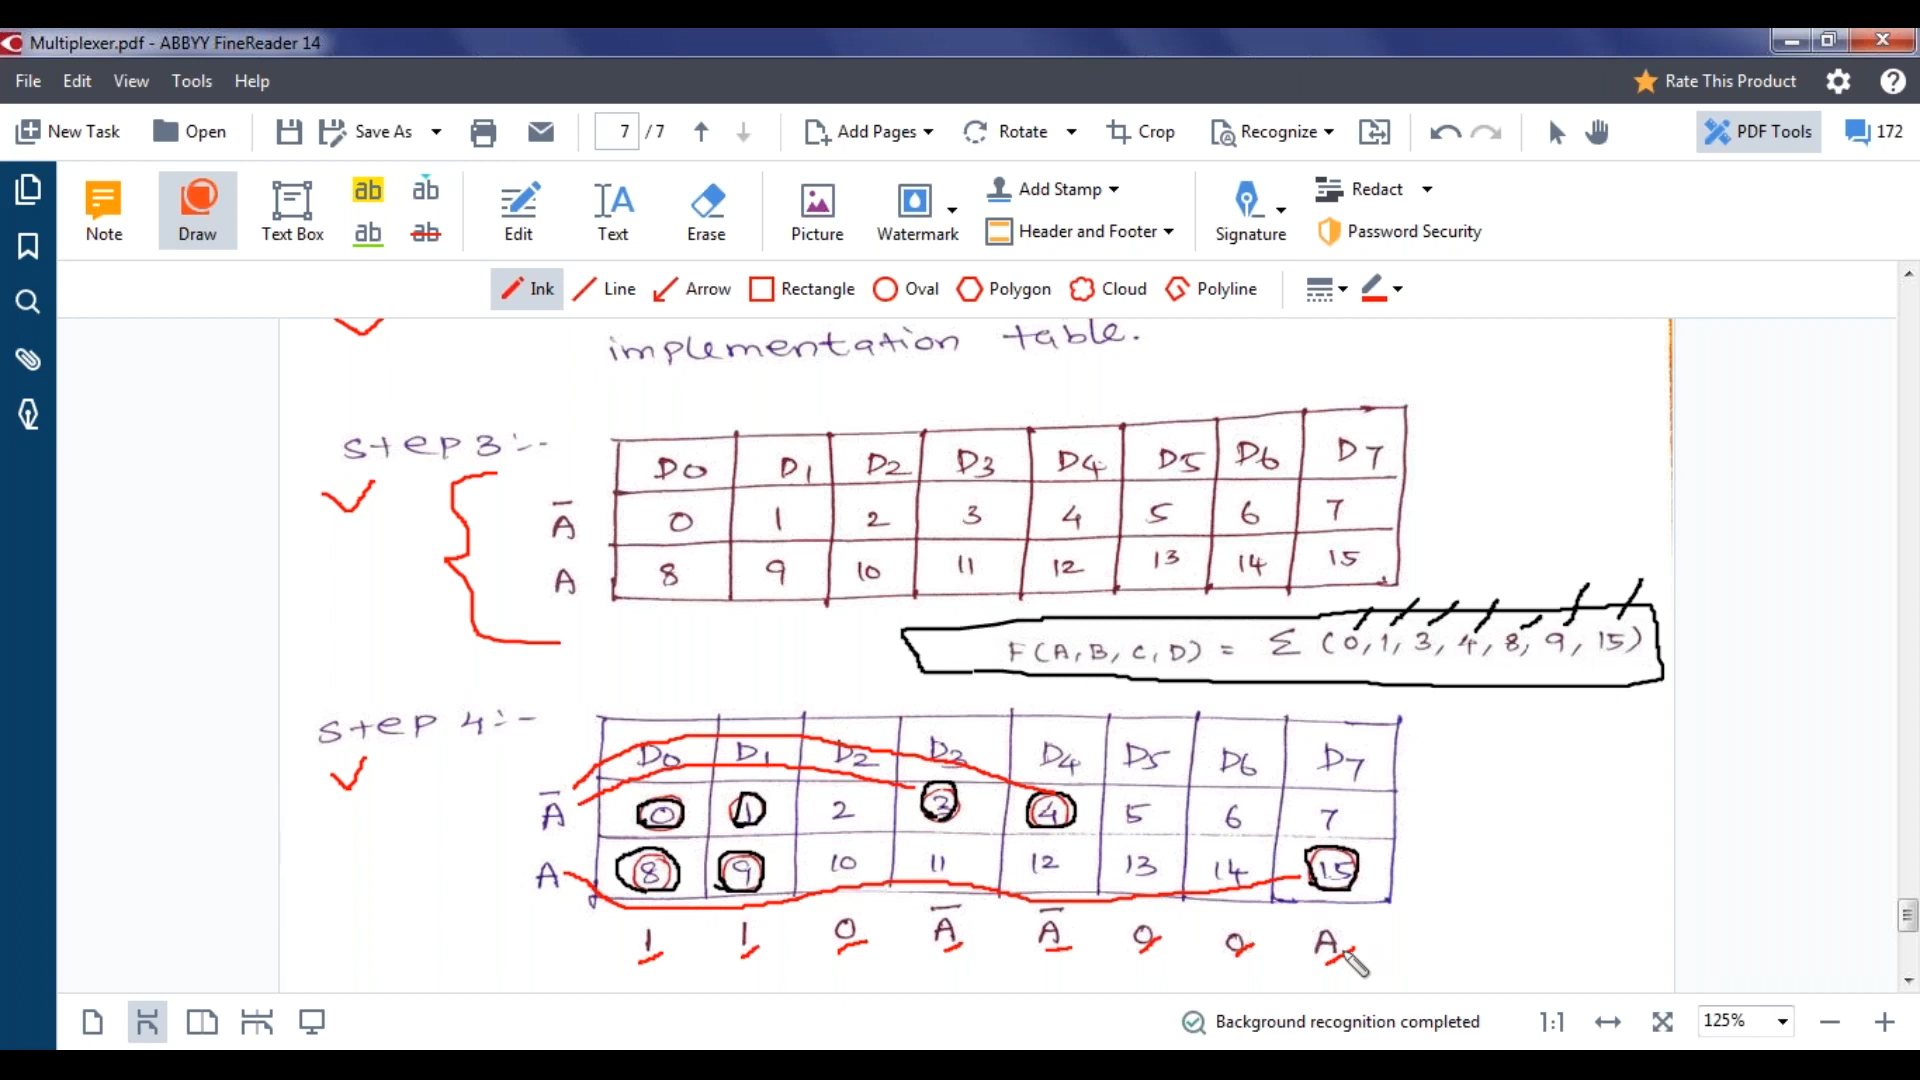 Multiplexer.pdf - ABBYY FineReader 14
File Edit View Tools Help
Rate This Product
New Task Open Save As 7 / 7 Add Pages Rotate Crop Recognize PDF Tools 172
Note Draw Text Box ab ab ab ab Edit Text Erase Picture Watermark Add Stamp Header and Footer Signature Redact Password Security
Ink Line Arrow Rectangle Oval Polygon Cloud Polyline
implementation table.
step 3 :-
D0 D1 D2 D3 D4 D5 D6 D7
A̅ 0 1 2 3 4 5 6 7
A 8 9 10 11 12 13 14 15
F(A,B,C,D) = Σ (0,1,3,4,8,9,15)
step 4 :-
D0 D1 D2 D3 D4 D5 D6 D7
A̅ 0 1 2 3 4 5 6 7
A 8 9 10 11 12 13 14 15
1 1 0 A̅ A̅ 0 0 A
Background recognition completed 1:1 125%